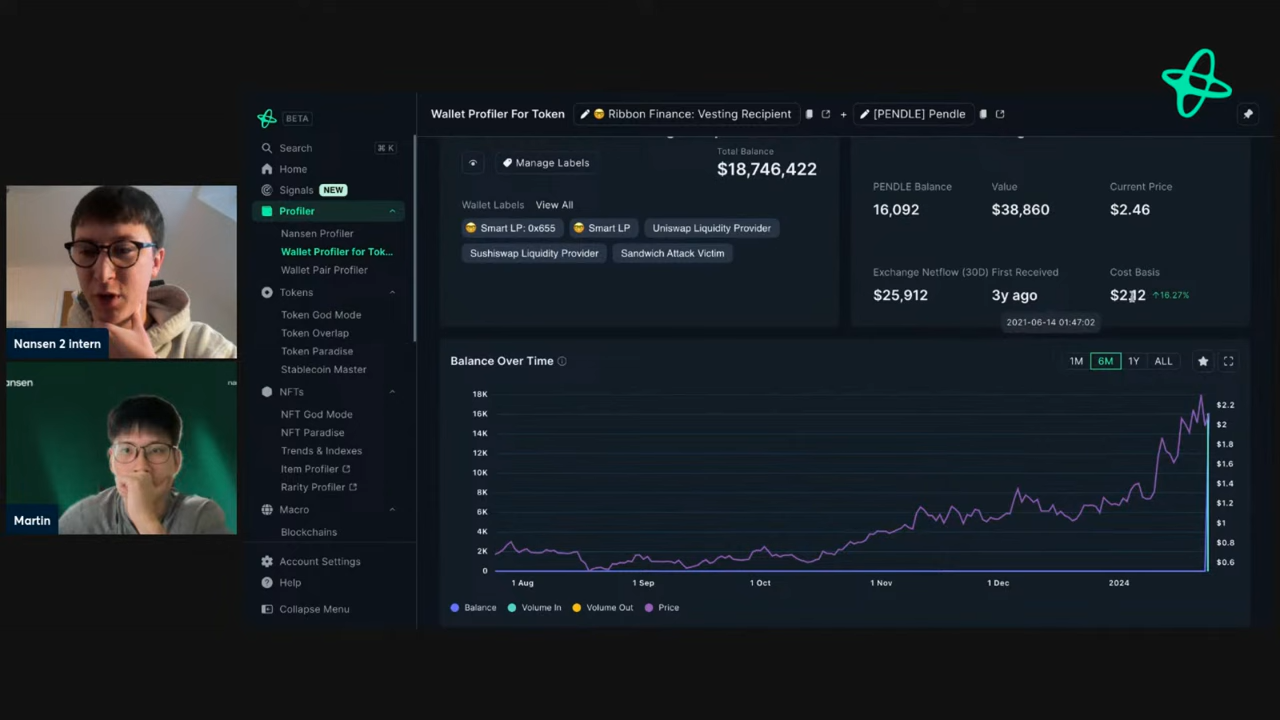 BETA
Search
⌘ K
Home
Signals NEW
Profiler
Nansen Profiler
Wallet Profiler for Tok...
Wallet Pair Profiler
Tokens
Token God Mode
Token Overlap
Token Paradise
Stablecoin Master
NFTs
NFT God Mode
NFT Paradise
Trends & Indexes
Item Profiler
Rarity Profiler
Macro
Blockchains
Account Settings
Help
Collapse Menu
Wallet Profiler For Token Ribbon Finance: Vesting Recipient + [PENDLE] Pendle
Manage Labels
Total Balance
$18,746,422
Wallet Labels View All
Smart LP: 0x655 Smart LP Uniswap Liquidity Provider
Sushiswap Liquidity Provider Sandwich Attack Victim
PENDLE Balance Value Current Price
16,092 $38,860 $2.46
Exchange Netflow (30D) First Received Cost Basis
$25,912 3y ago $2.12 ↑16.27%
2021-06-14 01:47:02
Balance Over Time
1M 6M 1Y ALL
18K
16K
14K
12K
10K
8K
6K
4K
2K
0
$2.2
$2
$1.8
$1.6
$1.4
$1.2
$1
$0.8
$0.6
1 Aug 1 Sep 1 Oct 1 Nov 1 Dec 2024
Balance Volume In Volume Out Price
Nansen 2 Intern
ansen
na
Martin